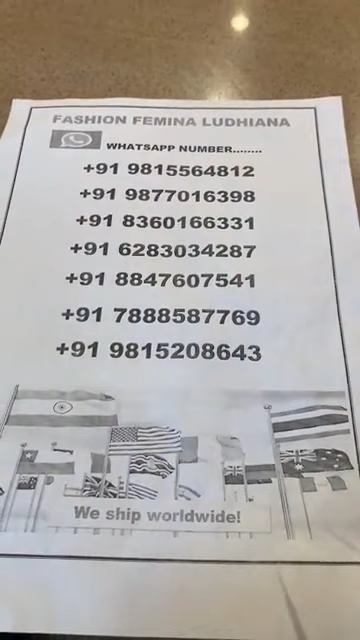 FASHION FEMINA LUDHIANA
WHATSAPP NUMBER........
+91 9815564812
+91 9877016398
+91 8360166331
+91 6283034287
+91 8847607541
+91 7888587769
+91 9815208643
We ship worldwide!